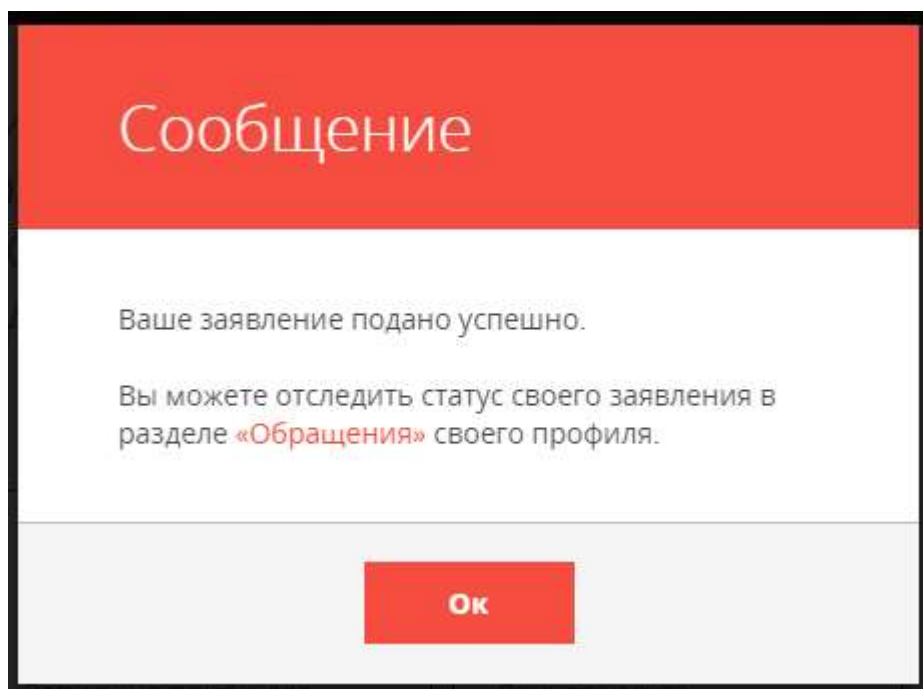 Сообщение
Ваше заявление подано успешно.
Вы можете отследить статус своего заявления в
разделе «Обращения» своего профиля.
Ок